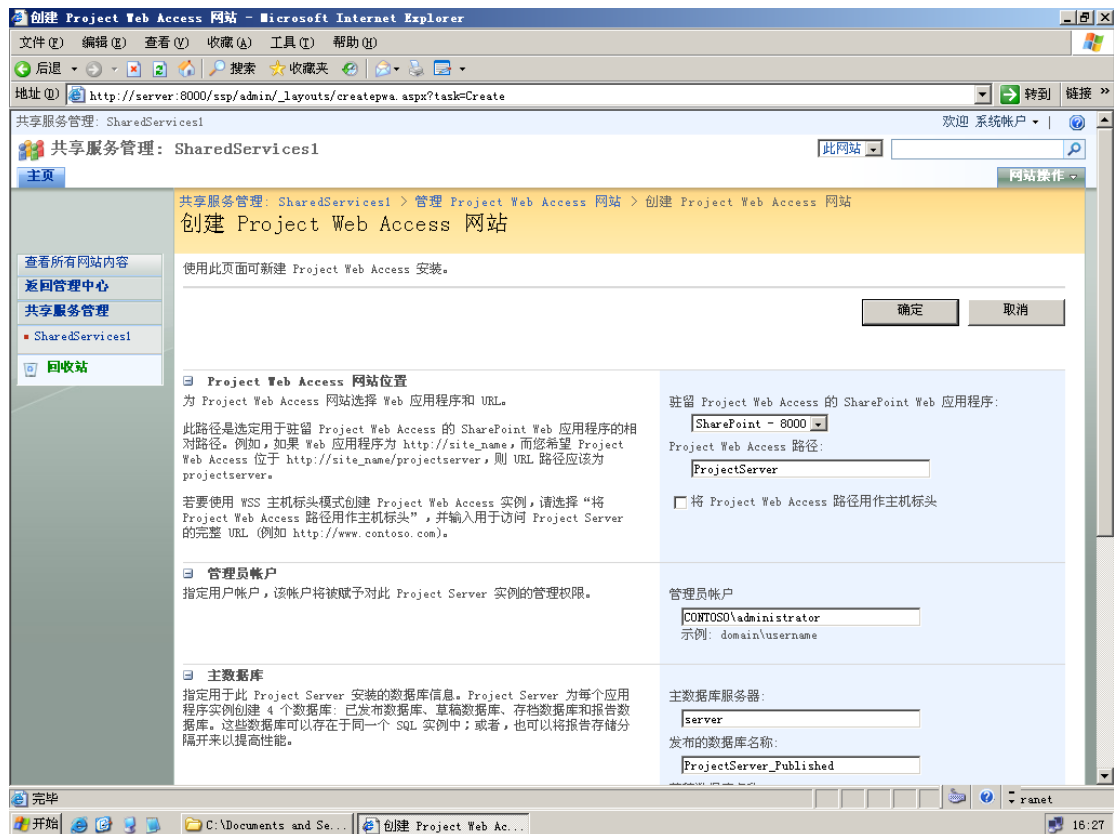 创建 Project Web Access 网站 - Microsoft Internet Explorer
文件(F) 编辑(E) 查看(V) 收藏(A) 工具(T) 帮助(H)
后退 搜索 收藏夹
地址(D) http://server:8000/ssp/admin/_layouts/createpwa.aspx?task=Create 转到 链接 »
共享服务管理: SharedServices1 欢迎 系统帐户 |
共享服务管理: SharedServices1 此网站
主页 网站操作
共享服务管理: SharedServices1 > 管理 Project Web Access 网站 > 创建 Project Web Access 网站
创建 Project Web Access 网站
查看所有网站内容
返回管理中心
共享服务管理
SharedServices1
回收站
使用此页面可新建 Project Web Access 安装。
确定 取消
Project Web Access 网站位置
为 Project Web Access 网站选择 Web 应用程序和 URL。
此路径是选定用于驻留 Project Web Access 的 SharePoint Web 应用程序的相
对路径。例如，如果 Web 应用程序为 http://site_name，而您希望 Project
Web Access 位于 http://site_name/projectserver，则 URL 路径应该为
projectserver。
若要使用 WSS 主机标头模式创建 Project Web Access 实例，请选择“将
Project Web Access 路径用作主机标头”，并输入用于访问 Project Server
的完整 URL (例如 http://www.contoso.com)。
驻留 Project Web Access 的 SharePoint Web 应用程序:
SharePoint - 8000
Project Web Access 路径:
ProjectServer
将 Project Web Access 路径用作主机标头
管理员帐户
指定用户帐户，该帐户将被赋予对此 Project Server 实例的管理权限。
管理员帐户
CONTOSO\administrator
示例: domain\username
主数据库
指定用于此 Project Server 安装的数据库信息。Project Server 为每个应用
程序实例创建 4 个数据库: 已发布数据库、草稿数据库、存档数据库和报告数
据库。这些数据库可以存在于同一个 SQL 实例中；或者，也可以将报告存储分
隔开来以提高性能。
主数据库服务器:
server
发布的数据库名称:
ProjectServer_Published
完毕 ranet
开始 C:\Documents and Se... 创建 Project Web Ac... 16:27